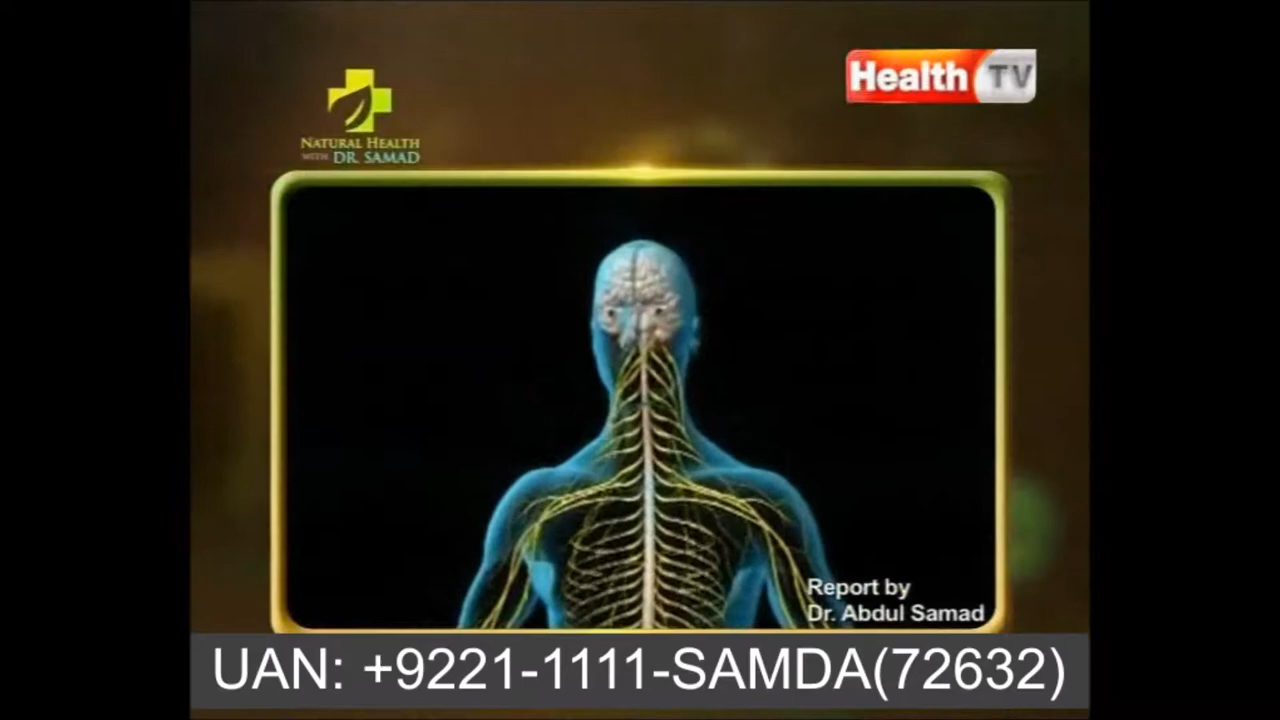 Health TV
NATURAL HEALTH
WITH DR. SAMAD
Report by
Dr. Abdul Samad
UAN: +9221-1111-SAMDA(72632)